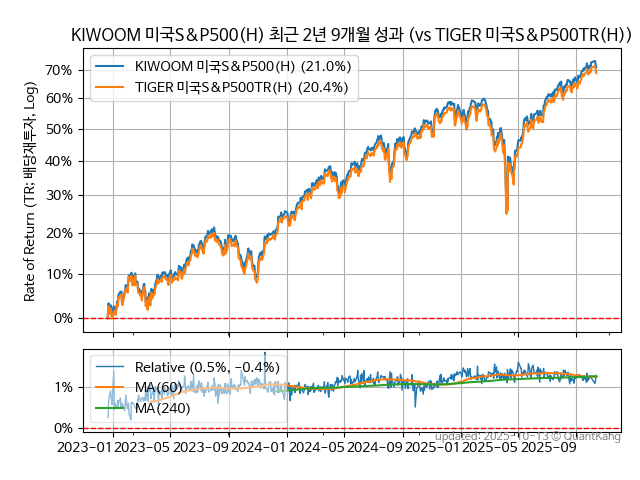 KIWOOM 미국S&P500(H) 최근 2년 9개월 성과 (vs TIGER 미국S&P500TR(H))
KIWOOM 미국S&P500(H) (21.0%)
TIGER 미국S&P500TR(H) (20.4%)
Rate of Return (TR: 배당재투자, Log)
70%
60%
50%
40%
30%
20%
10%
0%
Relative (0.5%, -0.4%)
MA(60)
MA(240)
1%
0%
2023-01 2023-05 2023-09 2024-01 2024-05 2024-09 2025-01 2025-05 2025-09
updated: 2025-10-13 © QuantKang